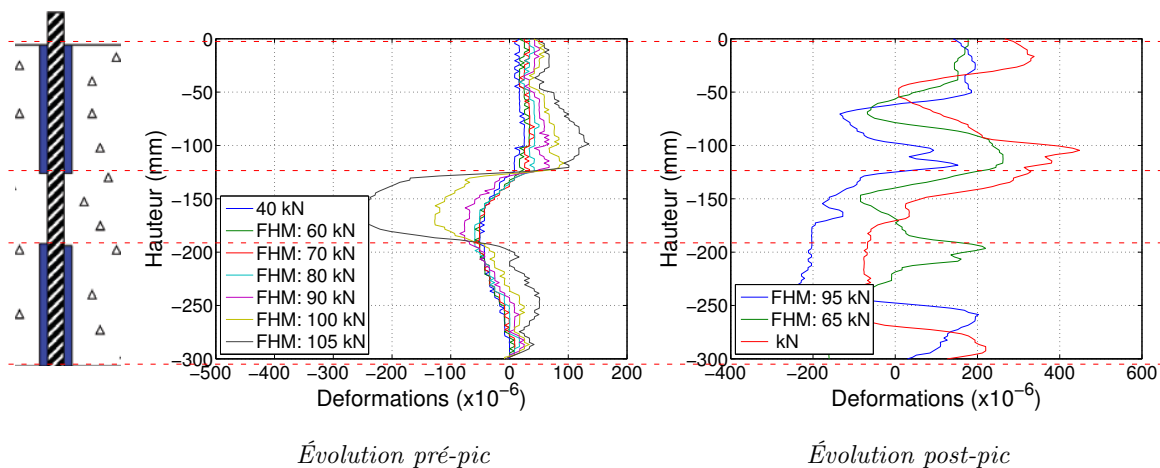 0
−50
−100
−150
−200
−250
−300
Hauteur (mm)
40 kN
FHM: 60 kN
FHM: 70 kN
FHM: 80 kN
FHM: 90 kN
FHM: 100 kN
FHM: 105 kN
−500 −400 −300 −200 −100 0 100 200
Deformations (x10⁻⁶)
Évolution pré-pic
0
−50
−100
−150
−200
−250
−300
Hauteur (mm)
FHM: 95 kN
FHM: 65 kN
kN
−400 −200 0 200 400 600
Deformations (x10⁻⁶)
Évolution post-pic